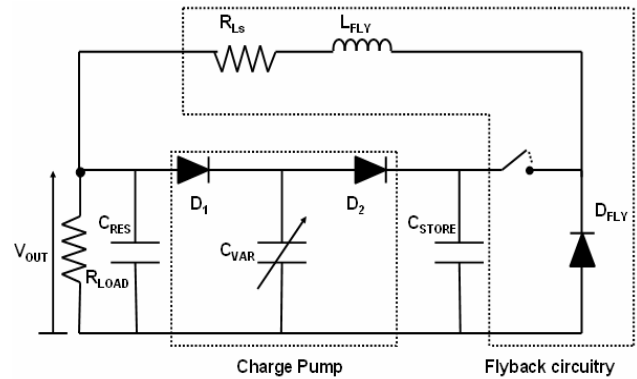 R_Ls L_FLY
D_1 D_2
C_RES C_VAR C_STORE D_FLY
V_OUT R_LOAD
Charge Pump Flyback circuitry